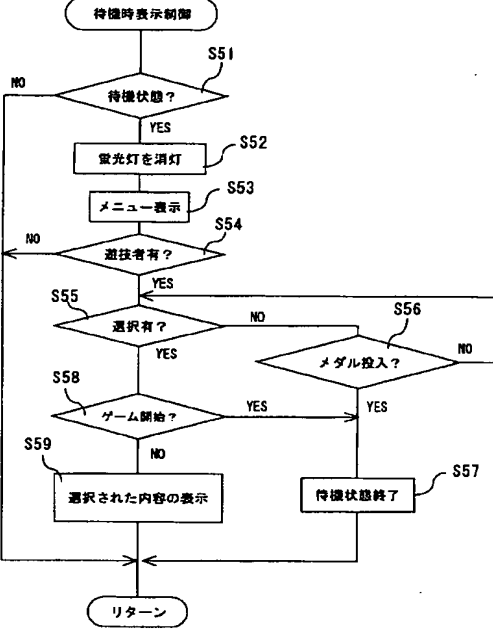 待機時表示制御
S51
NO
待機状態？
YES
S52
蛍光灯を消灯
S53
メニュー表示
S54
NO
遊技者有？
YES
S55
選択有？
NO
S56
YES
メダル投入？
NO
S58
ゲーム開始？
YES
YES
NO
S59
選択された内容の表示
S57
待機状態終了
リターン